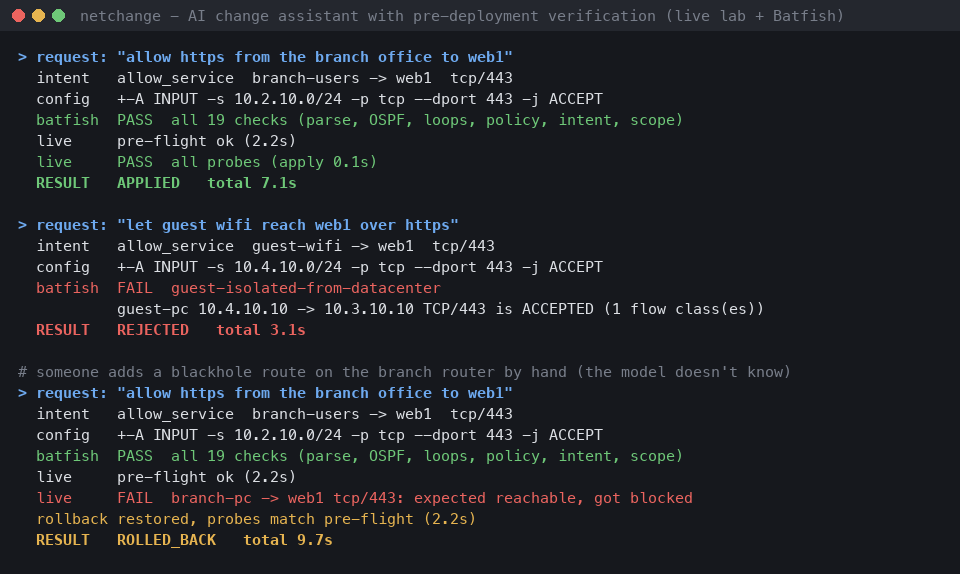 netchange — AI change assistant with pre-deployment verification (live lab + Batfish)
> request: "allow https from the branch office to web1"
intent   allow_service  branch-users -> web1  tcp/443
config   +-A INPUT -s 10.2.10.0/24 -p tcp --dport 443 -j ACCEPT
batfish  PASS  all 19 checks (parse, OSPF, loops, policy, intent, scope)
live     pre-flight ok (2.2s)
live     PASS  all probes (apply 0.1s)
RESULT   APPLIED   total 7.1s
> request: "let guest wifi reach web1 over https"
intent   allow_service  guest-wifi -> web1  tcp/443
config   +-A INPUT -s 10.4.10.0/24 -p tcp --dport 443 -j ACCEPT
batfish  FAIL  guest-isolated-from-datacenter
guest-pc 10.4.10.10 -> 10.3.10.10 TCP/443 is ACCEPTED (1 flow class(es))
RESULT   REJECTED   total 3.1s
# someone adds a blackhole route on the branch router by hand (the model doesn't know)
> request: "allow https from the branch office to web1"
intent   allow_service  branch-users -> web1  tcp/443
config   +-A INPUT -s 10.2.10.0/24 -p tcp --dport 443 -j ACCEPT
batfish  PASS  all 19 checks (parse, OSPF, loops, policy, intent, scope)
live     pre-flight ok (2.2s)
live     FAIL  branch-pc -> web1 tcp/443: expected reachable, got blocked
rollback restored, probes match pre-flight (2.2s)
RESULT   ROLLED_BACK   total 9.7s